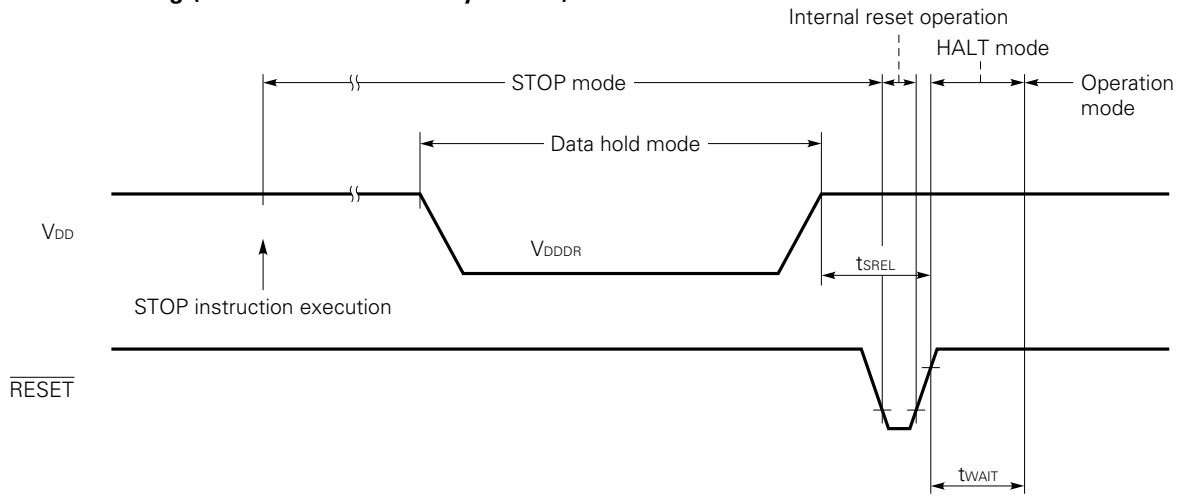 Internal reset operation
HALT mode
STOP mode
Operation
mode
Data hold mode
VDD
VDDDR
tSREL
STOP instruction execution
RESET
tWAIT